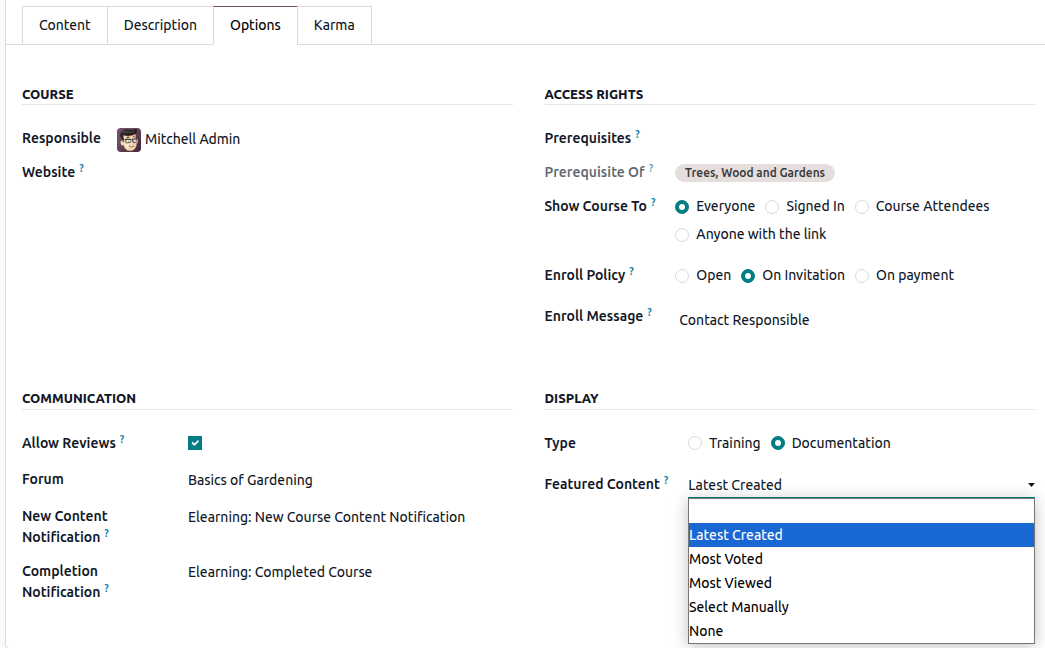 Content Description Options Karma
COURSE
Responsible Mitchell Admin
Website ?
ACCESS RIGHTS
Prerequisites ?
Prerequisite Of ? Trees, Wood and Gardens
Show Course To ? Everyone Signed In Course Attendees
Anyone with the link
Enroll Policy ? Open On Invitation On payment
Enroll Message ? Contact Responsible
COMMUNICATION
Allow Reviews ?
Forum Basics of Gardening
New Content Elearning: New Course Content Notification
Notification ?
Completion Elearning: Completed Course
Notification ?
DISPLAY
Type Training Documentation
Featured Content ? Latest Created
Latest Created
Most Voted
Most Viewed
Select Manually
None